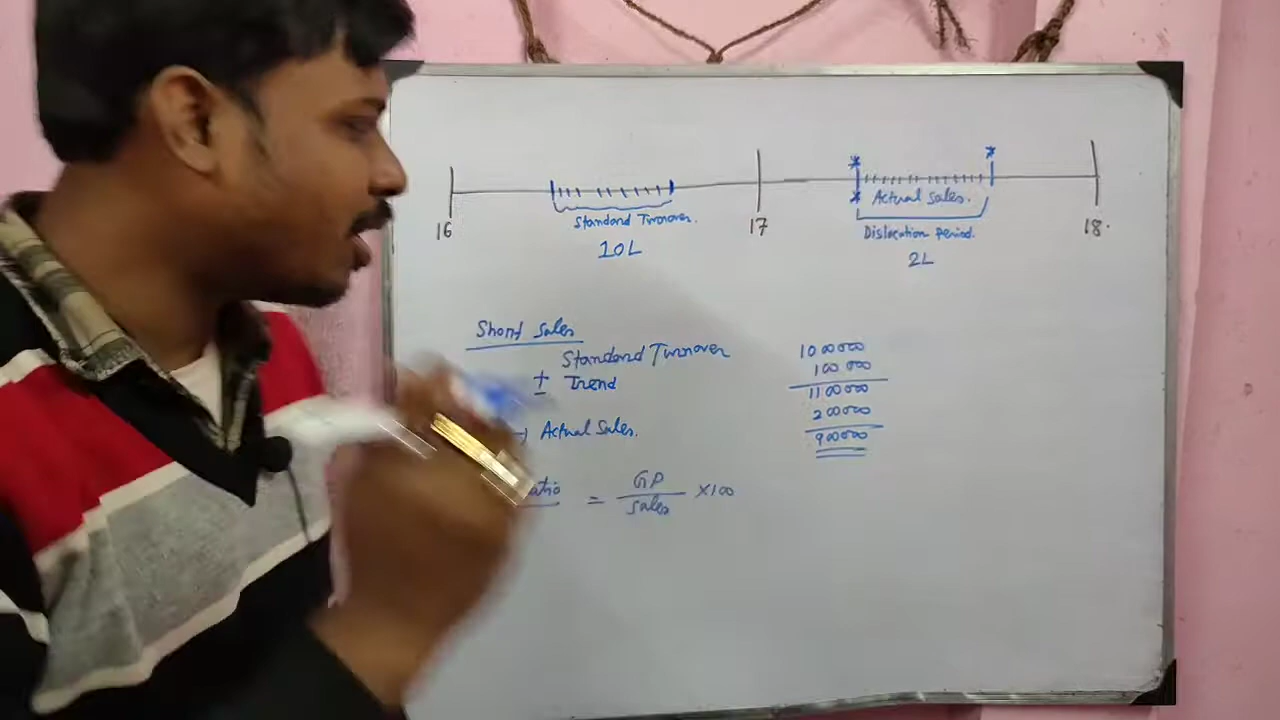 16
17
18.
Standard Turnover.
10L
Actual Sales.
Dislocation Period.
2L
Short Sales
Standard Turnover 1000000
± Trend 100000
1100000
Actual Sales. 200000
900000
= GP/Sales ×100